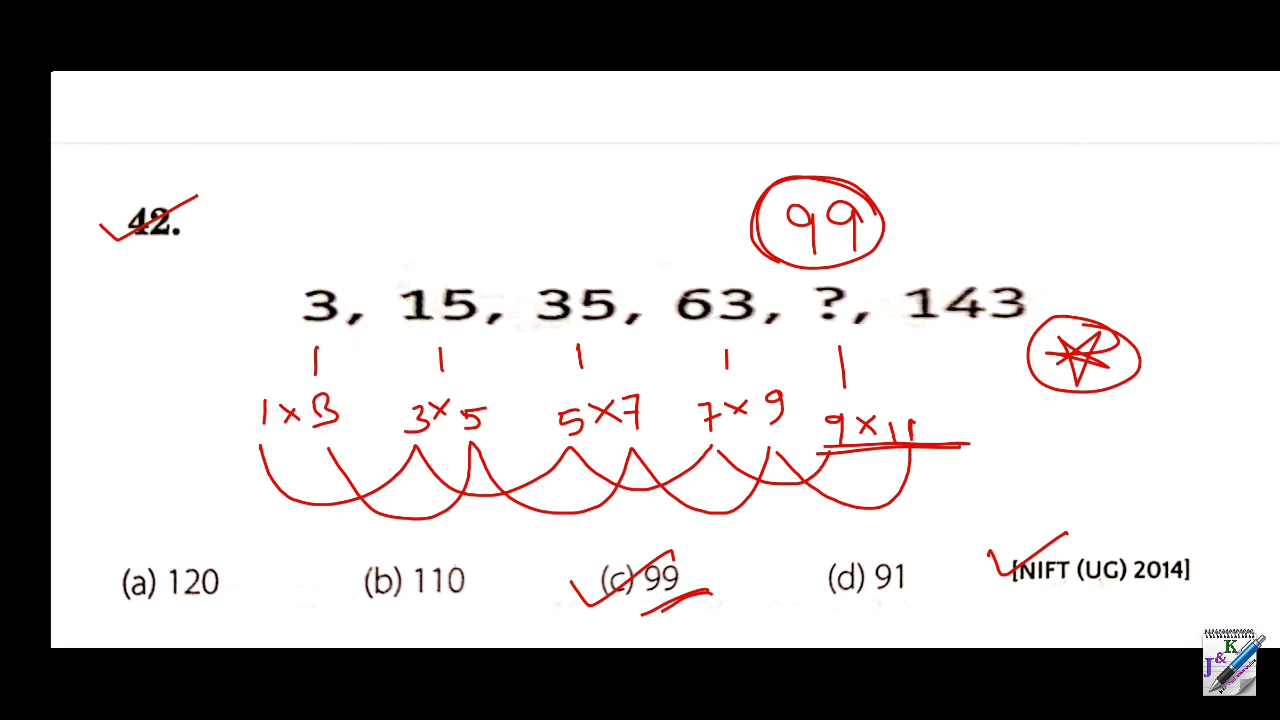 42.
99
3, 15, 35, 63, ?, 143
1 × 3 3 × 5 5 × 7 7 × 9 9 × 11
(a) 120 (b) 110 (c) 99 (d) 91 [NIFT (UG) 2014]
J & K